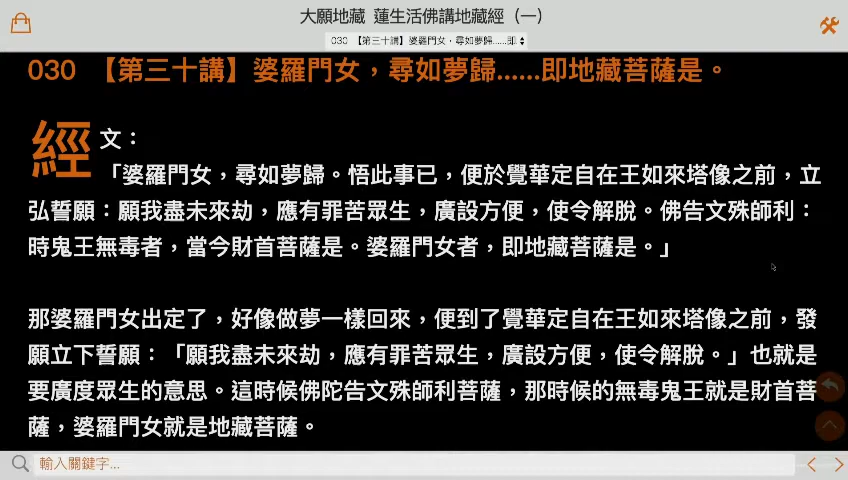 大願地藏 蓮生活佛講地藏經（一）
030 【第三十講】婆羅門女，尋如夢歸......即
030 【第三十講】婆羅門女，尋如夢歸......即地藏菩薩是。
經文：
「婆羅門女，尋如夢歸。悟此事已，便於覺華定自在王如來塔像之前，立
弘誓願：願我盡未來劫，應有罪苦眾生，廣設方便，使令解脫。佛告文殊師利：
時鬼王無毒者，當今財首菩薩是。婆羅門女者，即地藏菩薩是。」
那婆羅門女出定了，好像做夢一樣回來，便到了覺華定自在王如來塔像之前，發
願立下誓願：「願我盡未來劫，應有罪苦眾生，廣設方便，使令解脫。」也就是
要廣度眾生的意思。這時候佛陀告文殊師利菩薩，那時候的無毒鬼王就是財首菩
薩，婆羅門女就是地藏菩薩。
輸入關鍵字...